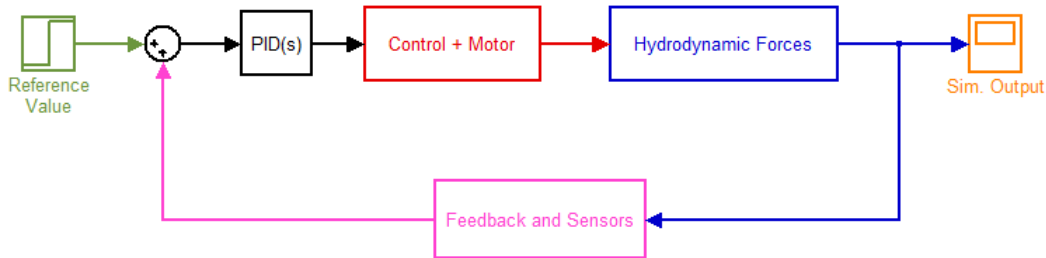 PID(s)
Control + Motor
Hydrodynamic Forces
Reference
Value
Sim. Output
+
+
Feedback and Sensors